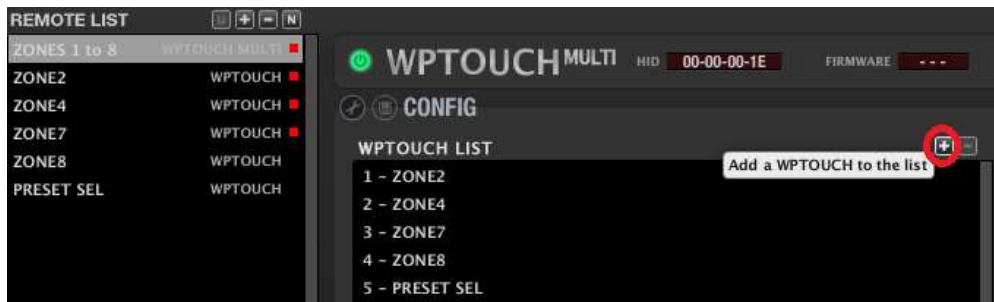 REMOTE LIST U + - N
ZONES 1 to 8 WPTOUCH MULTI
ZONE2 WPTOUCH
ZONE4 WPTOUCH
ZONE7 WPTOUCH
ZONE8 WPTOUCH
PRESET SEL WPTOUCH
WPTOUCH MULTI HID 00-00-00-1E FIRMWARE ---
CONFIG
WPTOUCH LIST + -
Add a WPTOUCH to the list
1 - ZONE2
2 - ZONE4
3 - ZONE7
4 - ZONE8
5 - PRESET SEL